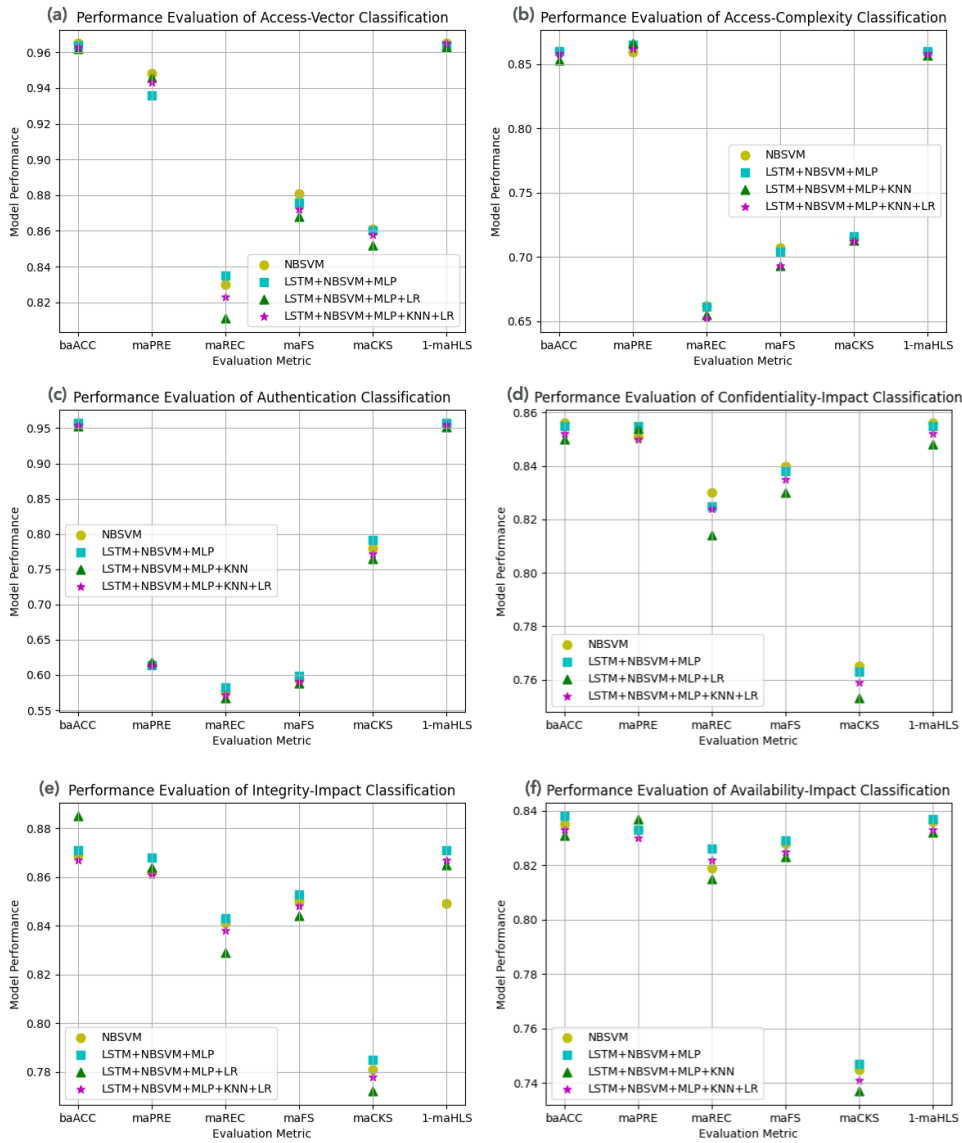 (a) Performance Evaluation of Access-Vector Classification
Model Performance
0.96
0.94
0.92
0.90
0.88
0.86
0.84
0.82
NBSVM
LSTM+NBSVM+MLP
LSTM+NBSVM+MLP+LR
LSTM+NBSVM+MLP+KNN+LR
baACC maPRE maREC maFS maCKS 1-maHLS
Evaluation Metric
(b) Performance Evaluation of Access-Complexity Classification
Model Performance
0.85
0.80
0.75
0.70
0.65
NBSVM
LSTM+NBSVM+MLP
LSTM+NBSVM+MLP+KNN
LSTM+NBSVM+MLP+KNN+LR
baACC maPRE maREC maFS maCKS 1-maHLS
Evaluation Metric
(c) Performance Evaluation of Authentication Classification
Model Performance
0.95
0.90
0.85
0.80
0.75
0.70
0.65
0.60
0.55
NBSVM
LSTM+NBSVM+MLP
LSTM+NBSVM+MLP+KNN
LSTM+NBSVM+MLP+KNN+LR
baACC maPRE maREC maFS maCKS 1-maHLS
Evaluation Metric
(d) Performance Evaluation of Confidentiality-Impact Classification
Model Performance
0.86
0.84
0.82
0.80
0.78
0.76
NBSVM
LSTM+NBSVM+MLP
LSTM+NBSVM+MLP+LR
LSTM+NBSVM+MLP+KNN+LR
baACC maPRE maREC maFS maCKS 1-maHLS
Evaluation Metric
(e) Performance Evaluation of Integrity-Impact Classification
Model Performance
0.88
0.86
0.84
0.82
0.80
0.78
NBSVM
LSTM+NBSVM+MLP
LSTM+NBSVM+MLP+LR
LSTM+NBSVM+MLP+KNN+LR
baACC maPRE maREC maFS maCKS 1-maHLS
Evaluation Metric
(f) Performance Evaluation of Availability-Impact Classification
Model Performance
0.84
0.82
0.80
0.78
0.76
0.74
NBSVM
LSTM+NBSVM+MLP
LSTM+NBSVM+MLP+KNN
LSTM+NBSVM+MLP+KNN+LR
baACC maPRE maREC maFS maCKS 1-maHLS
Evaluation Metric